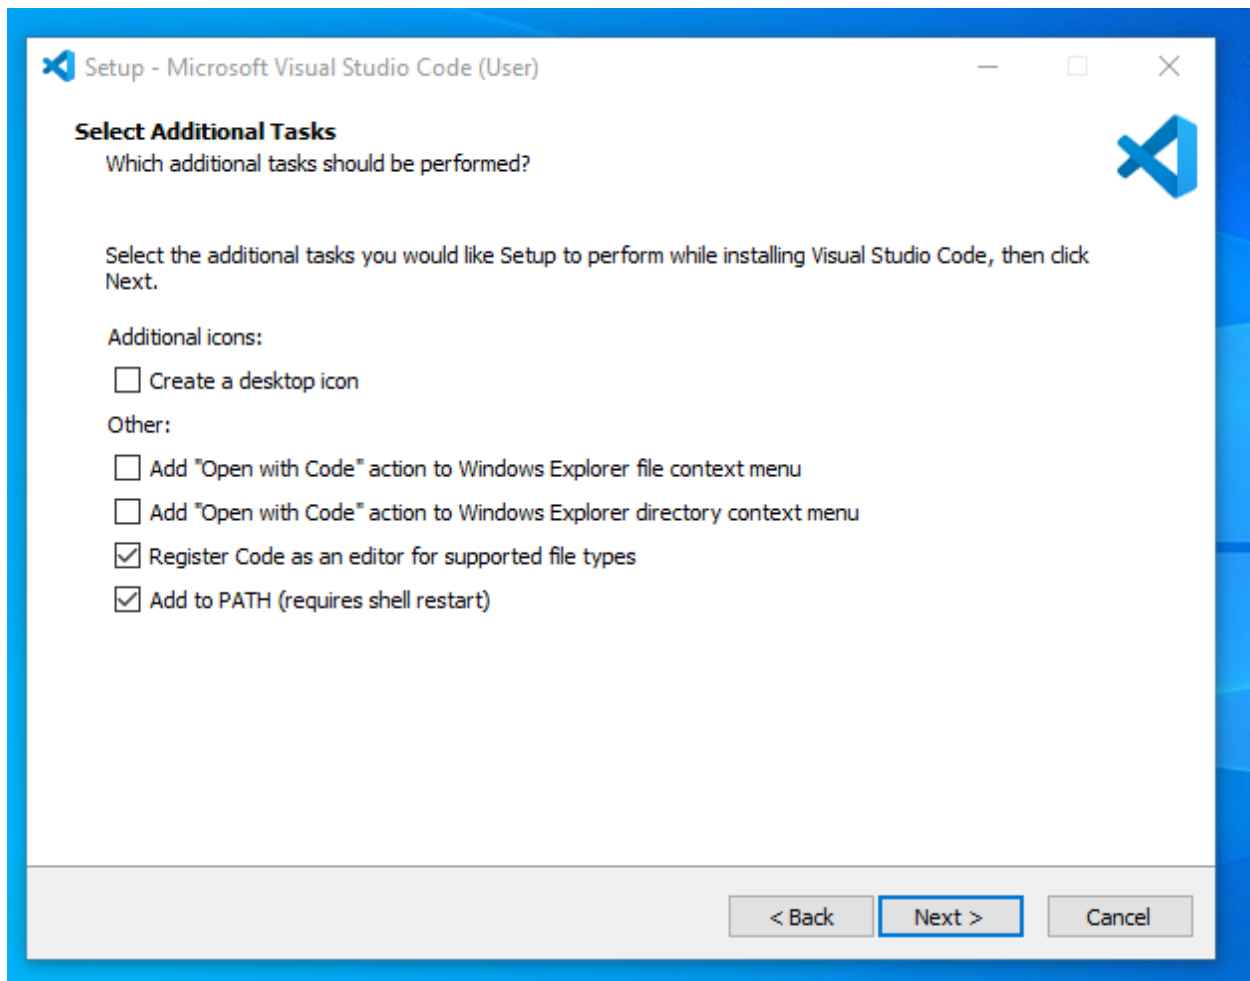 Setup - Microsoft Visual Studio Code (User)
Select Additional Tasks
Which additional tasks should be performed?
Select the additional tasks you would like Setup to perform while installing Visual Studio Code, then click
Next.
Additional icons:
Create a desktop icon
Other:
Add "Open with Code" action to Windows Explorer file context menu
Add "Open with Code" action to Windows Explorer directory context menu
Register Code as an editor for supported file types
Add to PATH (requires shell restart)
< Back Next > Cancel